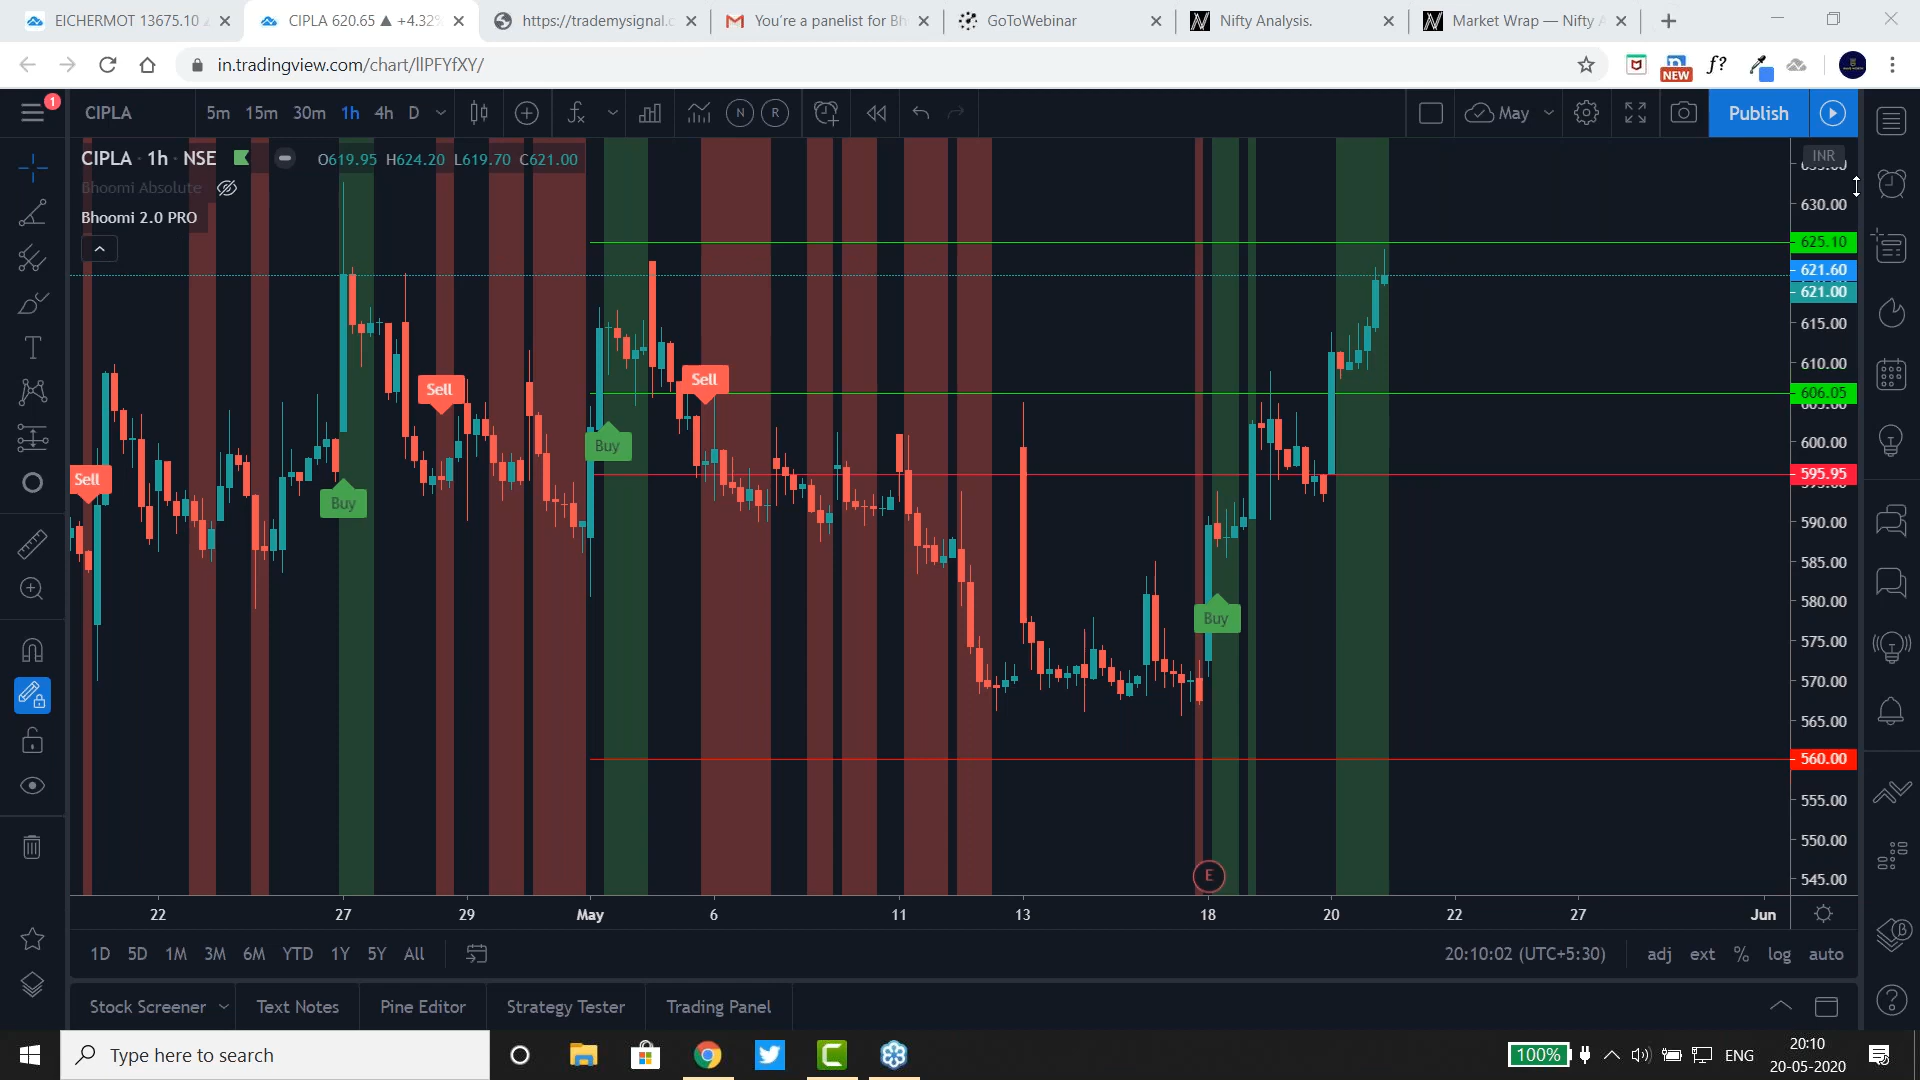 EICHERMOT 13675.10
CIPLA 620.65 ▲ +4.32%
https://trademysignal.c
You're a panelist for Bh
GoToWebinar
Nifty Analysis.
Market Wrap — Nifty A
in.tradingview.com/chart/llPFYfXY/
NEW
f?
1
CIPLA
5m
15m
30m
1h
4h
D
N
R
May
Publish
CIPLA · 1h · NSE
O619.95 H624.20 L619.70 C621.00
Bhoomi Absolute
Bhoomi 2.0 PRO
INR
630.00
625.10
621.60
621.00
615.00
610.00
606.05
600.00
595.95
590.00
585.00
580.00
575.00
570.00
565.00
560.00
555.00
550.00
545.00
Sell
Buy
Sell
Buy
Sell
Buy
E
22
27
29
May
6
11
13
18
20
22
27
Jun
1D
5D
1M
3M
6M
YTD
1Y
5Y
All
20:10:02 (UTC+5:30)
adj
ext
%
log
auto
Stock Screener
Text Notes
Pine Editor
Strategy Tester
Trading Panel
Type here to search
100%
ENG
20:10
20-05-2020